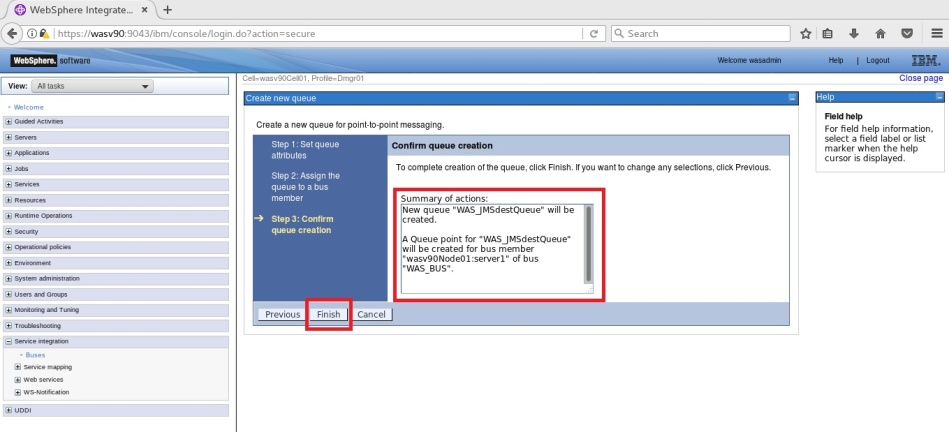 WebSphere Integrate...
https://wasv90:9043/ibm/console/login.do?action=secure
Search
WebSphere. software
Welcome wasadmin
Help | Logout
IBM.
View: All tasks
Cell=wasv90Cell01, Profile=Dmgr01
Close page
Welcome
Guided Activities
Servers
Applications
Jobs
Services
Resources
Runtime Operations
Security
Operational policies
Environment
System administration
Users and Groups
Monitoring and Tuning
Troubleshooting
Service integration
Buses
Service mapping
Web services
WS-Notification
UDDI
Create new queue
Create a new queue for point-to-point messaging.
Step 1: Set queue
attributes
Step 2: Assign the
queue to a bus
member
Step 3: Confirm
queue creation
Confirm queue creation
To complete creation of the queue, click Finish. If you want to change any selections, click Previous.
Summary of actions:
New queue "WAS_JMSdestQueue" will be
created.
A Queue point for "WAS_JMSdestQueue"
will be created for bus member
"wasv90Node01:server1" of bus
"WAS_BUS".
Previous
Finish
Cancel
Help
Field help
For field help information,
select a field label or list
marker when the help
cursor is displayed.